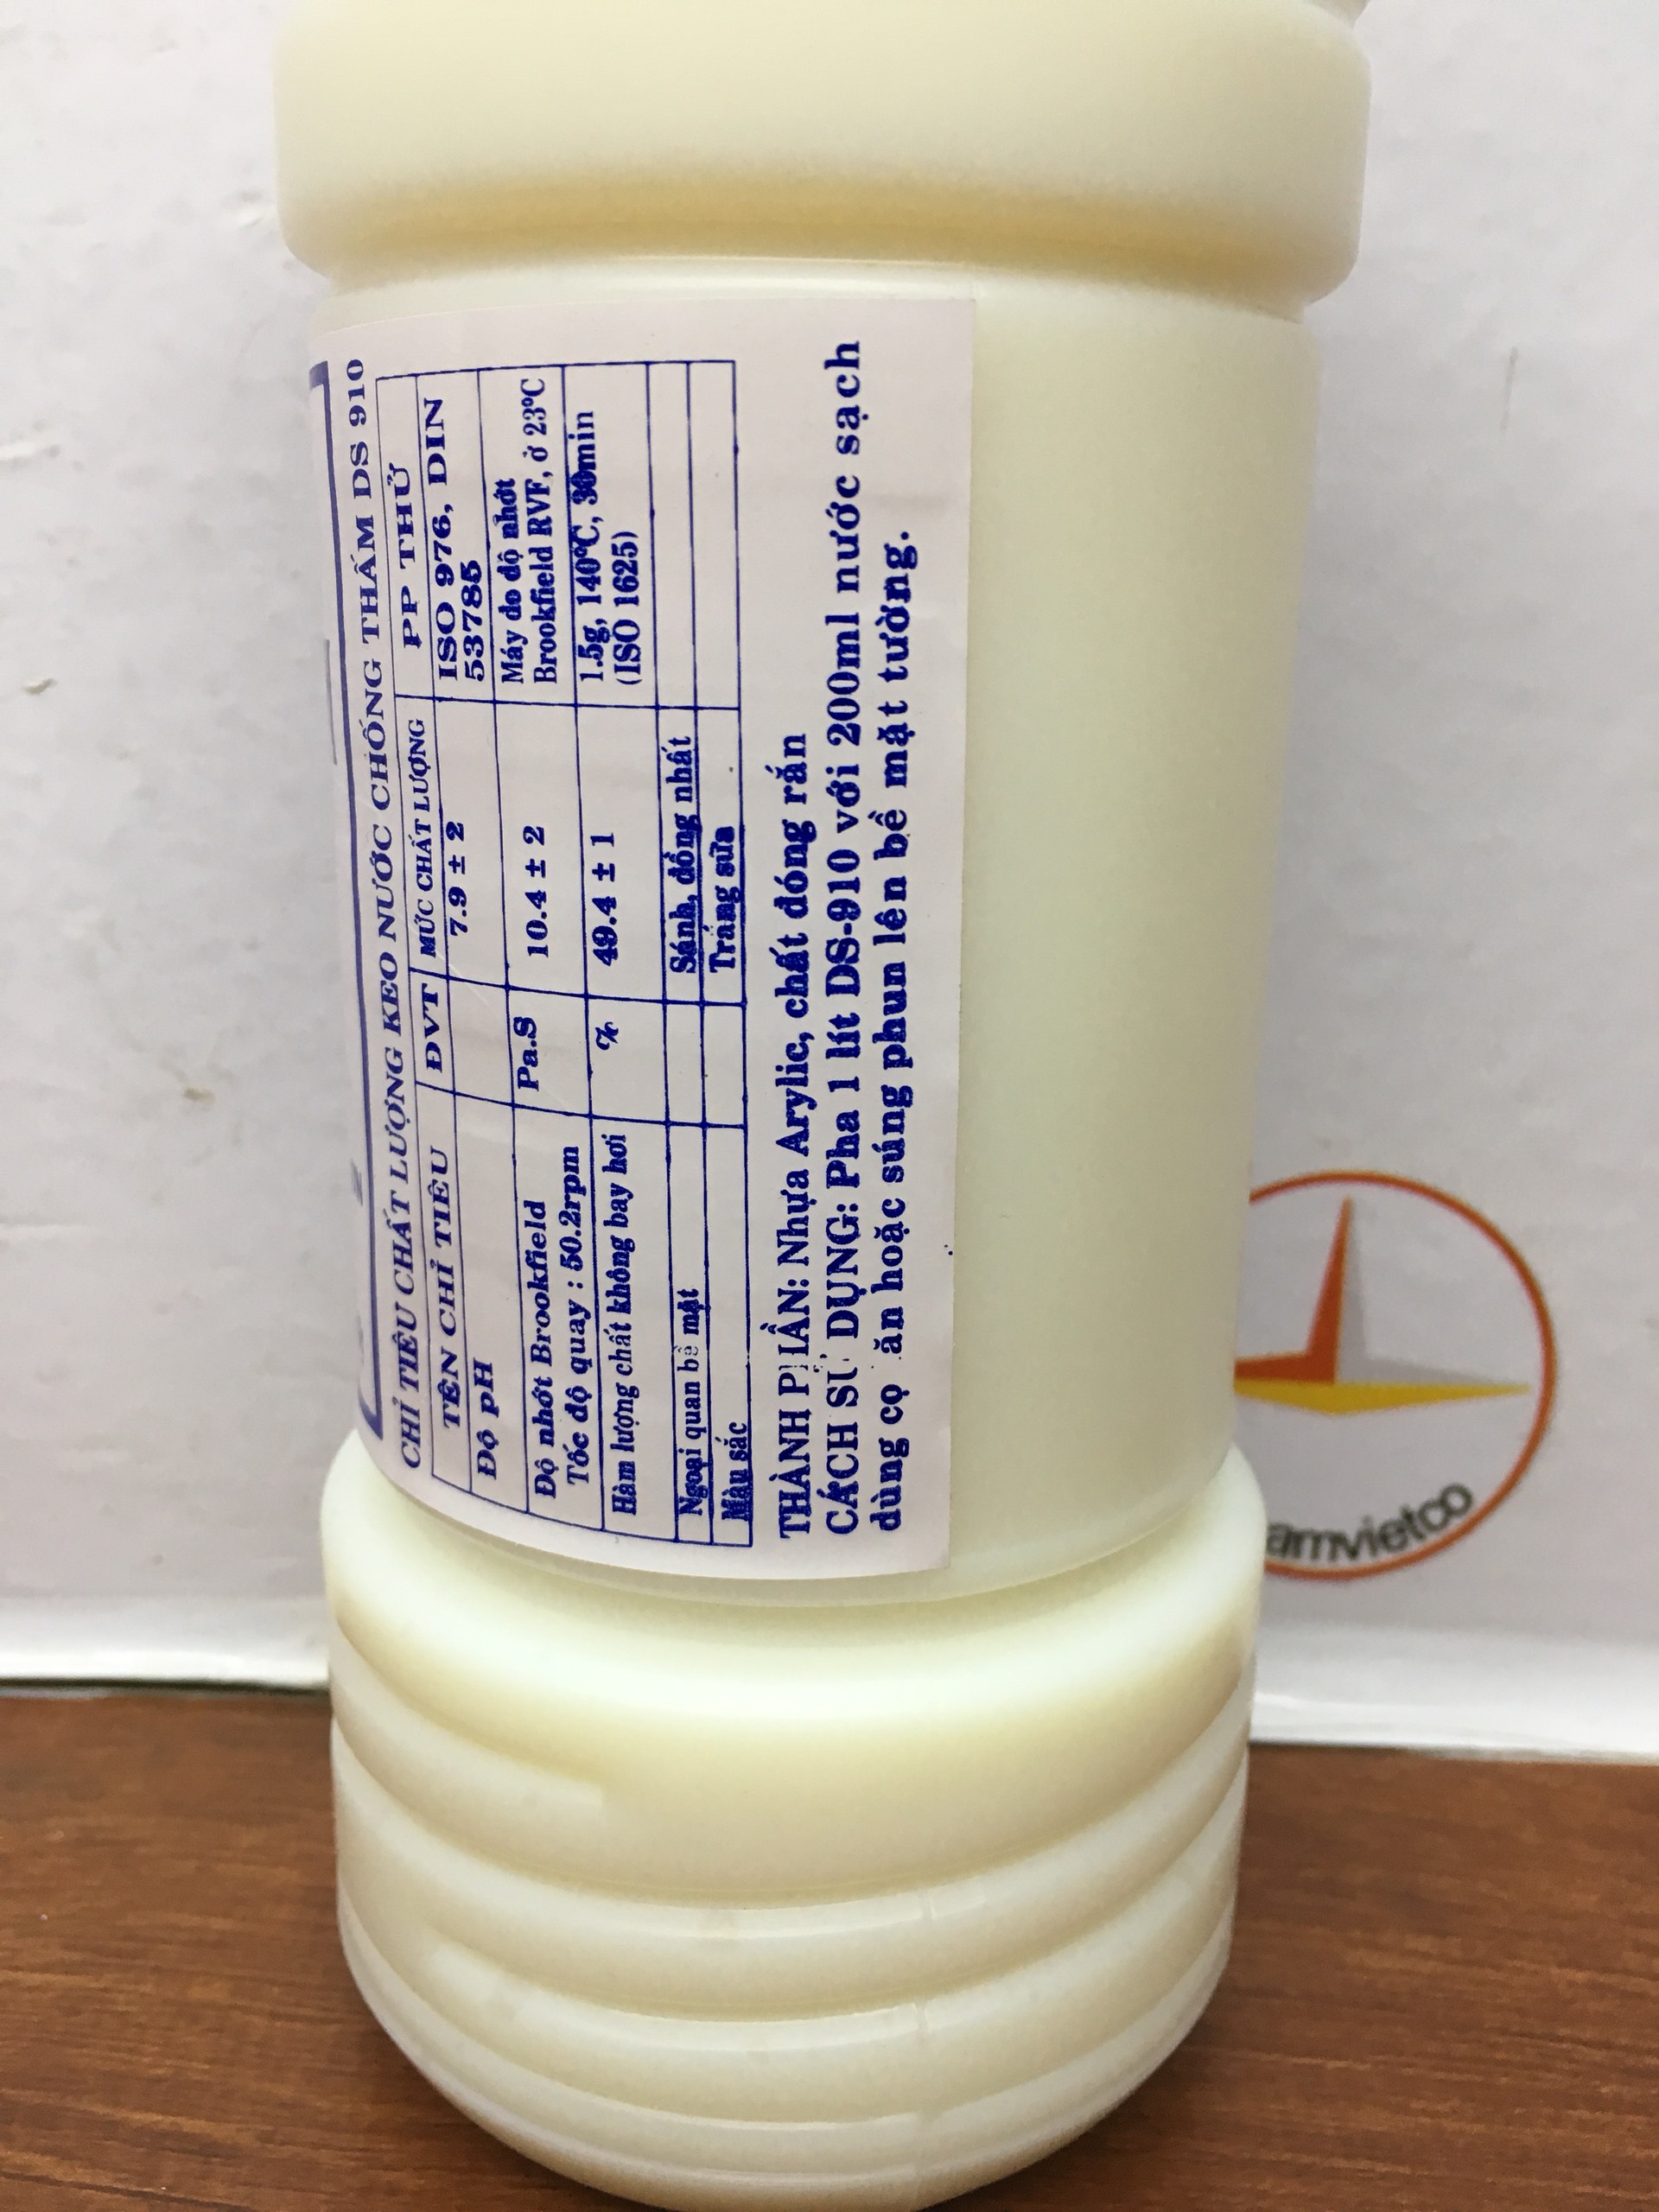 CHỈ TIÊU CHẤT LƯỢNG KEO NƯỚC CHỐNG THẤM DS 910
TÊN CHỈ TIÊU ĐVT MỨC CHẤT LƯỢNG PP THỬ
Độ pH 7.9 ± 2 ISO 976, DIN
53785
Độ nhớt Brookfield Pa.S 10.4 ± 2 Máy đo độ nhớt
Tốc độ quay : 50.2rpm Brookfield RVF, ở 23°C
Hàm lượng chất không bay hơi % 49.4 ± 1 1.5g, 140°C, 30min
(ISO 1625)
Ngoại quan bề mặt Sánh, đồng nhất
Màu sắc Trắng sữa
THÀNH PHẦN: Nhựa Arylic, chất đóng rắn
CÁCH SỬ DỤNG: Pha 1 lít DS-910 với 200ml nước sạch
dùng cọ ăn hoặc súng phun lên bề mặt tường.
amvietco